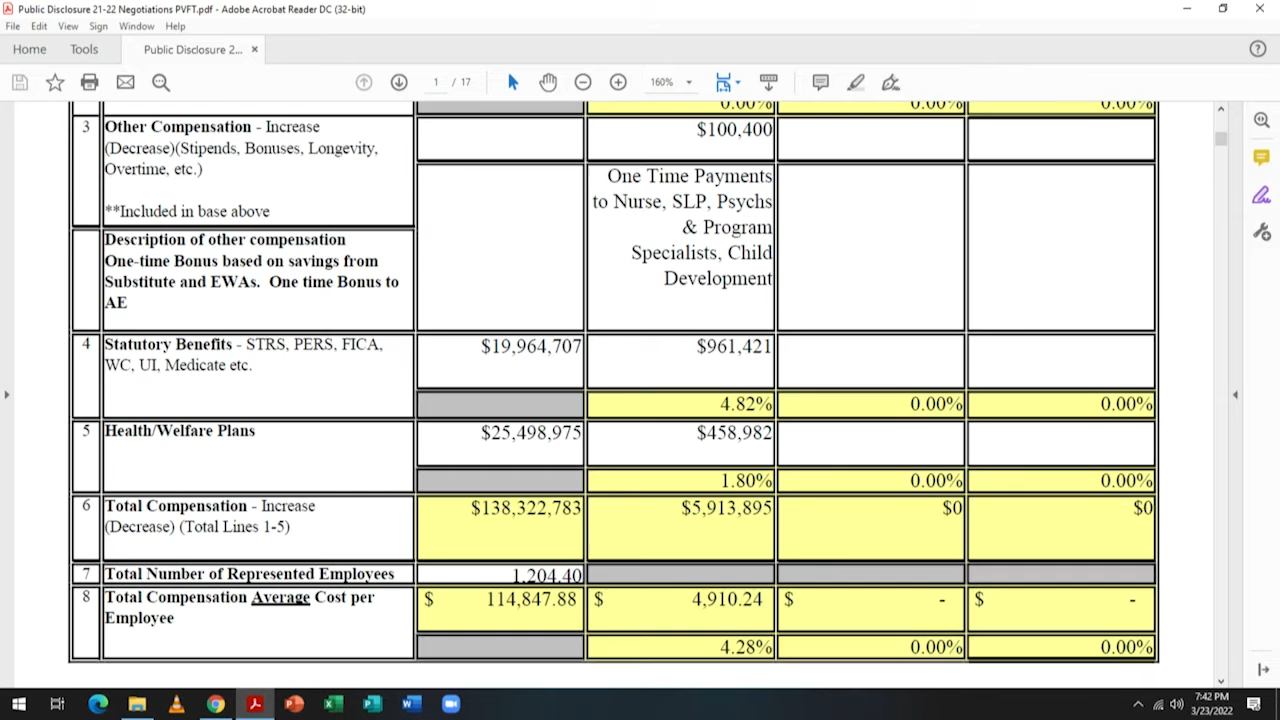 Public Disclosure 21-22 Negotiations PVFT.pdf - Adobe Acrobat Reader DC (32-bit)
File Edit View Sign Window Help
Home Tools Public Disclosure 2... ×
1 / 17 160%
0.00% 0.00% 0.00%
3 Other Compensation - Increase $100,400
(Decrease)(Stipends, Bonuses, Longevity,
Overtime, etc.)
**Included in base above
One Time Payments
to Nurse, SLP, Psychs
& Program
Specialists, Child
Development
Description of other compensation
One-time Bonus based on savings from
Substitute and EWAs. One time Bonus to
AE
4 Statutory Benefits - STRS, PERS, FICA, $19,964,707 $961,421
WC, UI, Medicate etc.
4.82% 0.00% 0.00%
5 Health/Welfare Plans $25,498,975 $458,982
1.80% 0.00% 0.00%
6 Total Compensation - Increase $138,322,783 $5,913,895 $0 $0
(Decrease) (Total Lines 1-5)
7 Total Number of Represented Employees 1,204.40
8 Total Compensation Average Cost per $ 114,847.88 $ 4,910.24 $ - $ -
Employee
4.28% 0.00% 0.00%
7:42 PM
3/23/2022